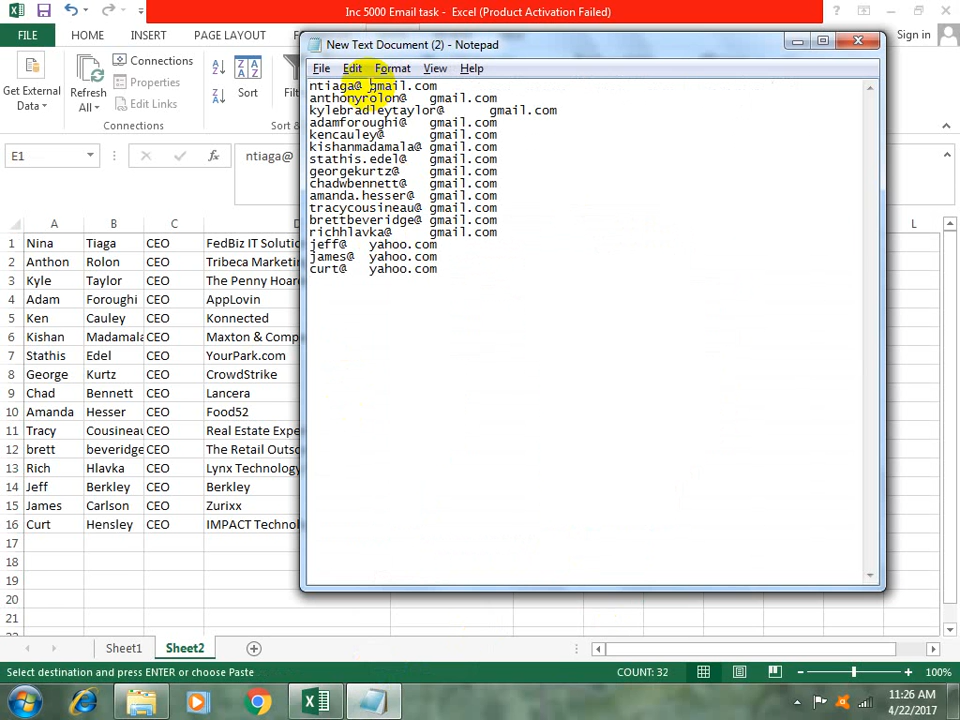 Inc 5000 Email task - Excel (Product Activation Failed)
FILE HOME INSERT PAGE LAYOUT
Sign in
Get External Data
Refresh All
Connections
Properties
Edit Links
Sort
Connections
E1
fx
ntiaga@
New Text Document (2) - Notepad
File Edit Format View Help
ntiaga@ gmail.com
anthonyrolon@ gmail.com
kylebradleytaylor@ gmail.com
adamforoughi@ gmail.com
kencauley@ gmail.com
kishanmadamala@ gmail.com
stathis.edel@ gmail.com
georgekurtz@ gmail.com
chadwbennett@ gmail.com
amanda.hesser@ gmail.com
tracycousineau@ gmail.com
brettbeveridge@ gmail.com
richhlavka@ gmail.com
jeff@ yahoo.com
james@ yahoo.com
curt@ yahoo.com
A B C L
1 Nina Tiaga CEO FedBiz IT Solutio
2 Anthon Rolon CEO Tribeca Marketin
3 Kyle Taylor CEO The Penny Hoard
4 Adam Foroughi CEO AppLovin
5 Ken Cauley CEO Konnected
6 Kishan Madamala CEO Maxton & Comp
7 Stathis Edel CEO YourPark.com
8 George Kurtz CEO CrowdStrike
9 Chad Bennett CEO Lancera
10 Amanda Hesser CEO Food52
11 Tracy Cousineau CEO Real Estate Expe
12 brett beveridge CEO The Retail Outso
13 Rich Hlavka CEO Lynx Technology
14 Jeff Berkley CEO Berkley
15 James Carlson CEO Zurixx
16 Curt Hensley CEO IMPACT Technol
17
18
19
20
21
Sheet1 Sheet2
Select destination and press ENTER or choose Paste
COUNT: 32
100%
11:26 AM
4/22/2017